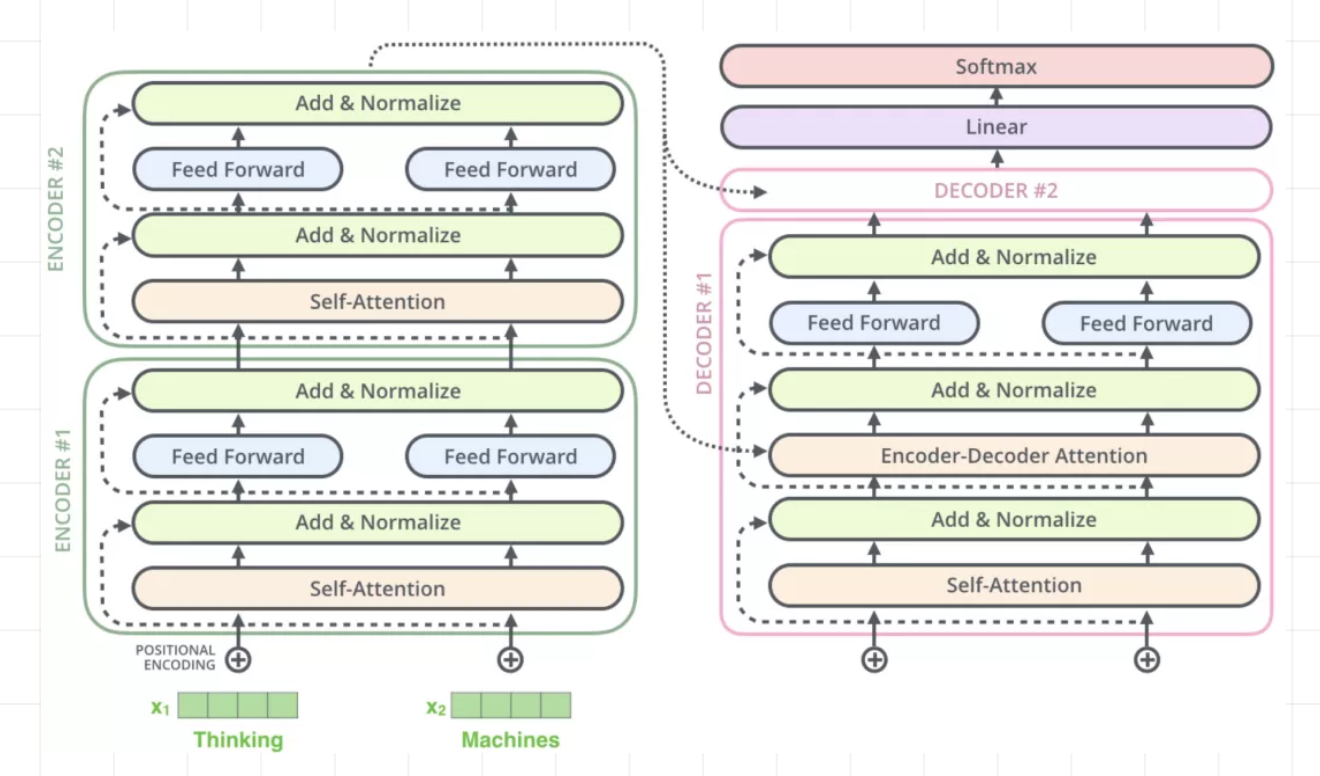 ENCODER #2
Add & Normalize
Feed Forward
Feed Forward
Add & Normalize
Self-Attention
ENCODER #1
Add & Normalize
Feed Forward
Feed Forward
Add & Normalize
Self-Attention
POSITIONAL
ENCODING
x1
x2
Thinking
Machines
Softmax
Linear
DECODER #2
DECODER #1
Add & Normalize
Feed Forward
Feed Forward
Add & Normalize
Encoder-Decoder Attention
Add & Normalize
Self-Attention